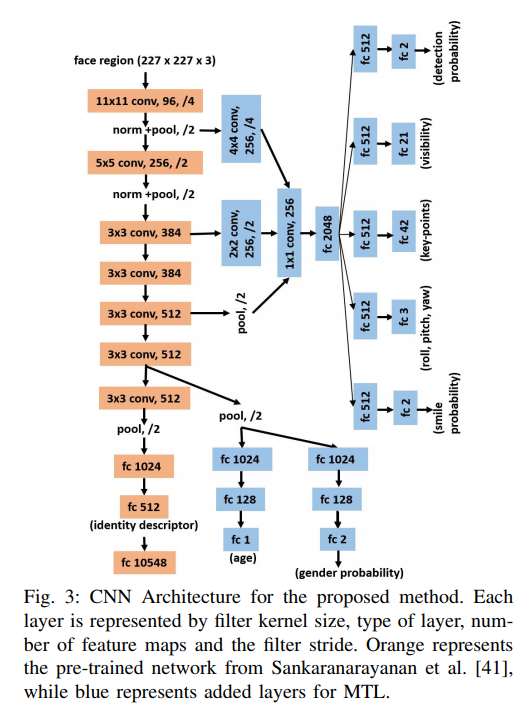 face region (227 x 227 x 3)
11x11 conv, 96, /4
norm +pool, /2
5x5 conv, 256, /2
norm +pool, /2
3x3 conv, 384
3x3 conv, 384
3x3 conv, 512
3x3 conv, 512
3x3 conv, 512
pool, /2
fc 1024
fc 512
(identity descriptor)
fc 10548
4x4 conv,
256, /4
2x2 conv,
256, /2
pool, /2
1x1 conv, 256
fc 2048
fc 512
fc 2
(detection
probability)
fc 512
fc 21
(visibility)
fc 512
fc 42
(key-points)
fc 512
fc 3
(roll, pitch, yaw)
fc 512
fc 2
(smile
probability)
pool, /2
fc 1024
fc 128
fc 1
(age)
fc 1024
fc 128
fc 2
(gender probability)
Fig. 3: CNN Architecture for the proposed method. Each
layer is represented by filter kernel size, type of layer, num-
ber of feature maps and the filter stride. Orange represents
the pre-trained network from Sankaranarayanan et al. [41],
while blue represents added layers for MTL.